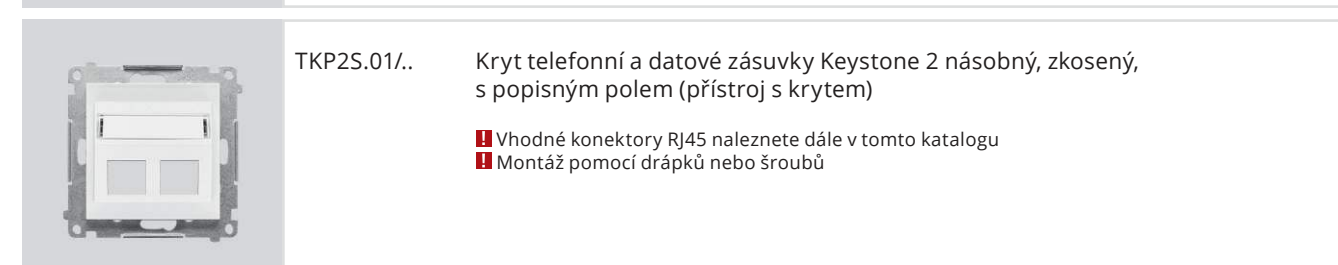 TKP2S.01/..
Kryt telefonní a datové zásuvky Keystone 2 násobný, zkosený,
s popisným polem (přístroj s krytem)
! Vhodné konektory RJ45 naleznete dále v tomto katalogu
! Montáž pomocí drápků nebo šroubů